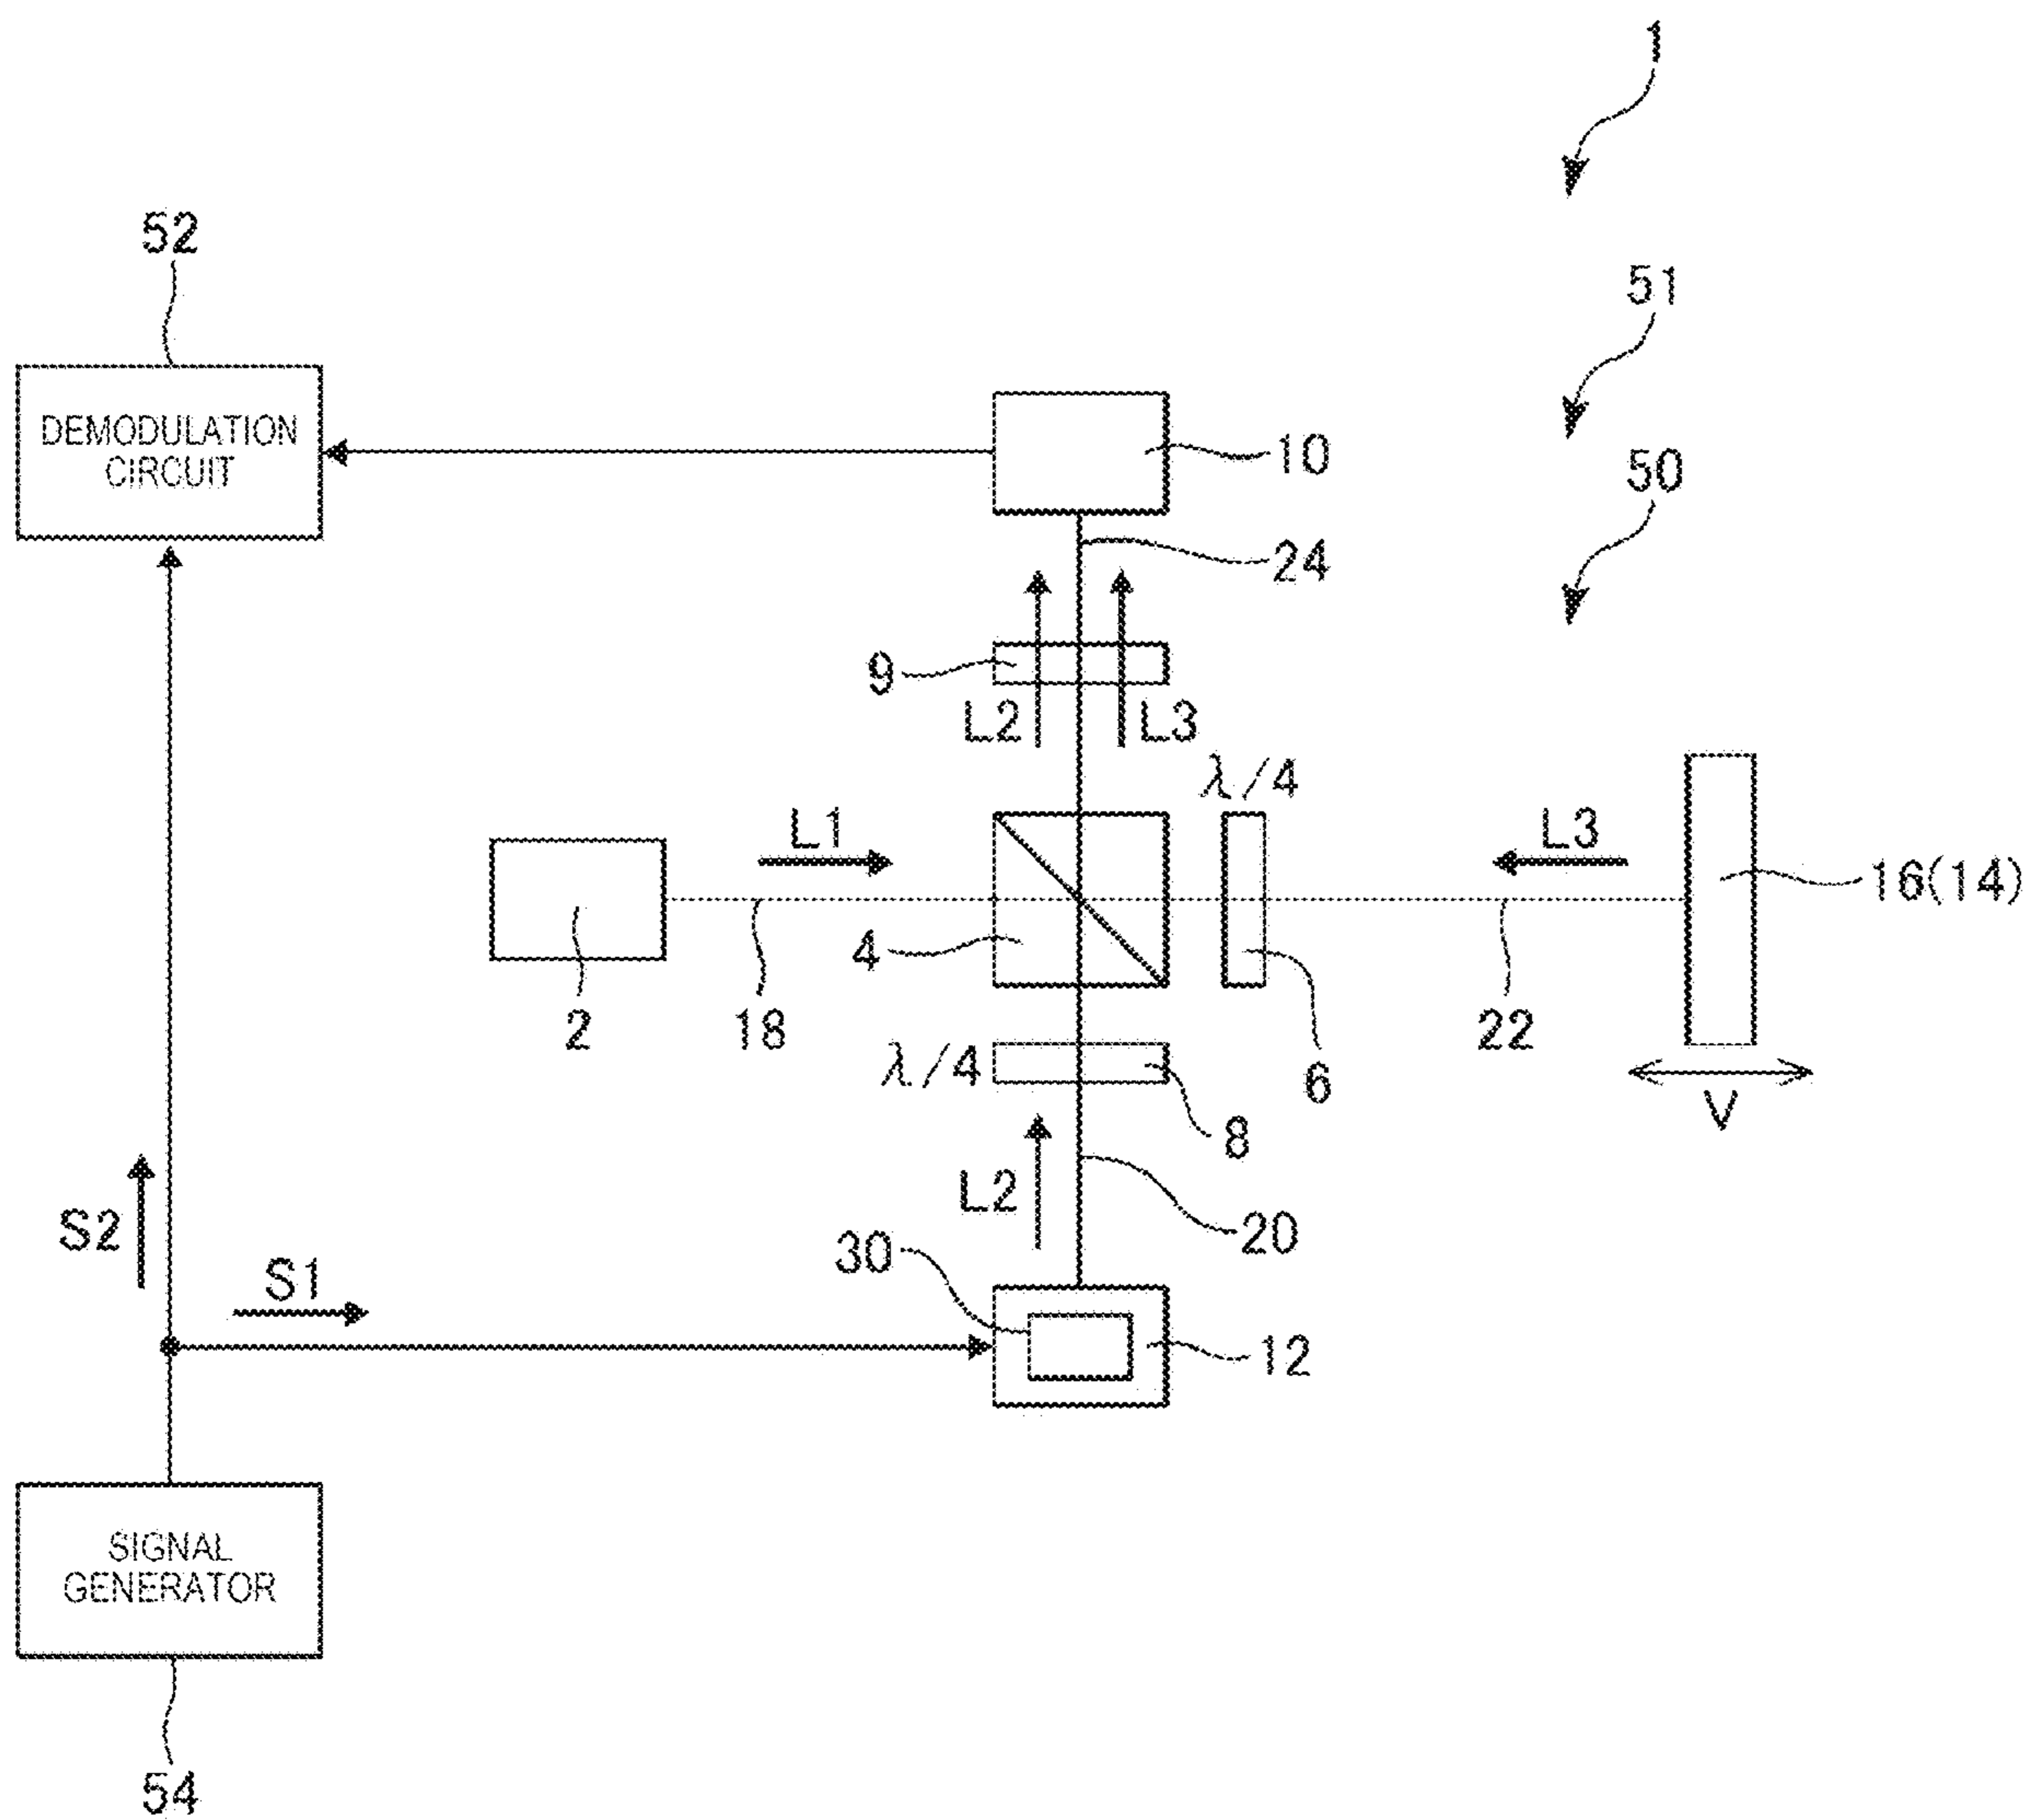 1
52
51
DEMODULATION
CIRCUIT
10
50
24
9
L2
L3
λ/4
L1
L3
16(14)
4
2
18
22
λ/4
6
V
8
L2
S2
20
30
S1
12
SIGNAL
GENERATOR
54